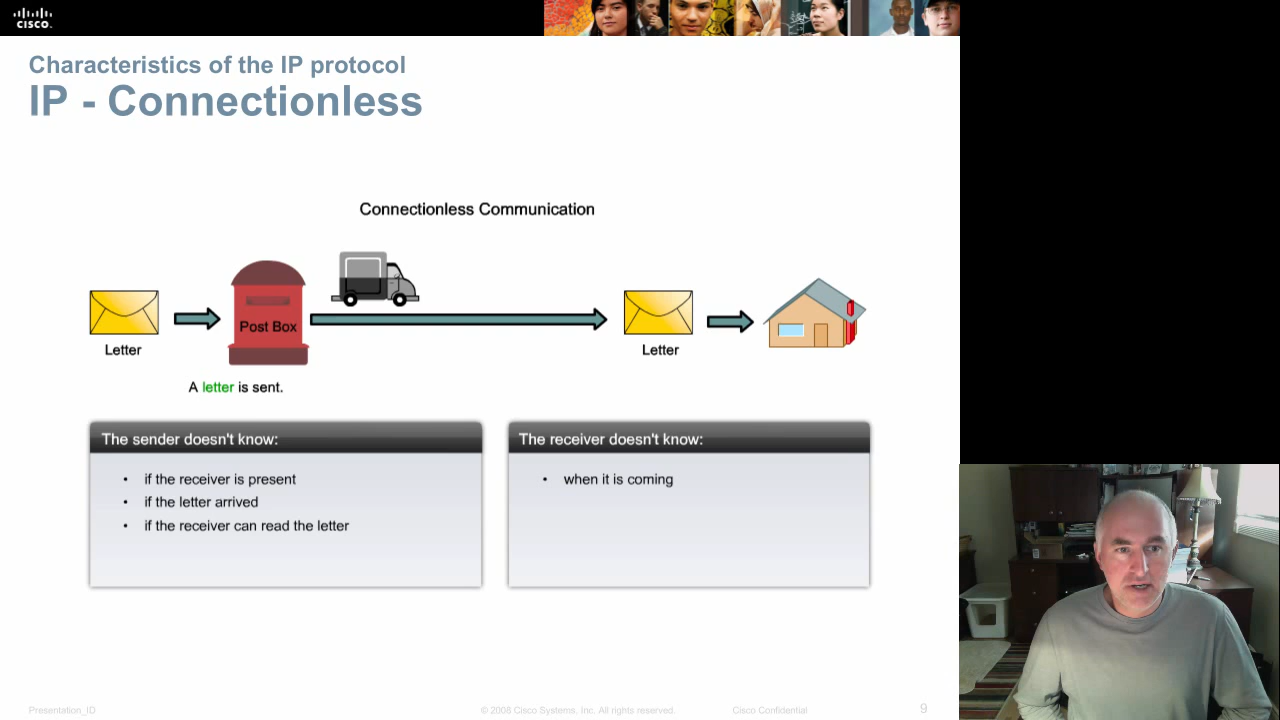 CISCO
Characteristics of the IP protocol
IP - Connectionless
Connectionless Communication
Post Box
Letter
Letter
A letter is sent.
The sender doesn't know:
• if the receiver is present
• if the letter arrived
• if the receiver can read the letter
The receiver doesn't know:
• when it is coming
Presentation_ID
© 2008 Cisco Systems, Inc. All rights reserved.
Cisco Confidential
9